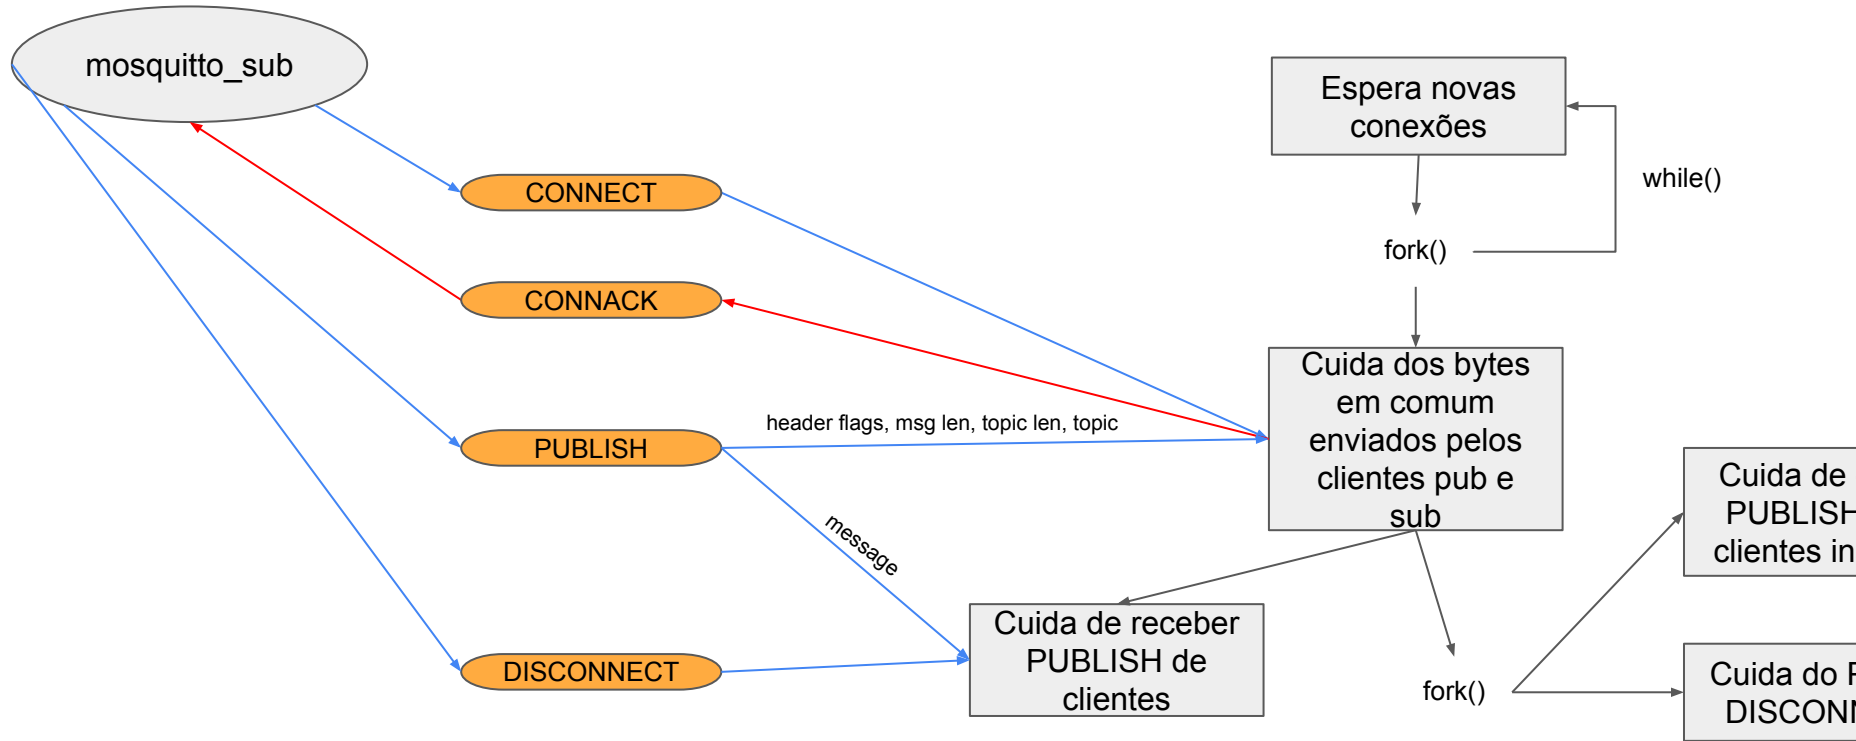 mosquitto_sub
CONNECT
CONNACK
PUBLISH
DISCONNECT
header flags, msg len, topic len, topic
message
Espera novas
conexões
while()
fork()
Cuida dos bytes
em comum
enviados pelos
clientes pub e
sub
Cuida de receber
PUBLISH de
clientes
fork()
Cuida de
PUBLISH
clientes
Cuida do